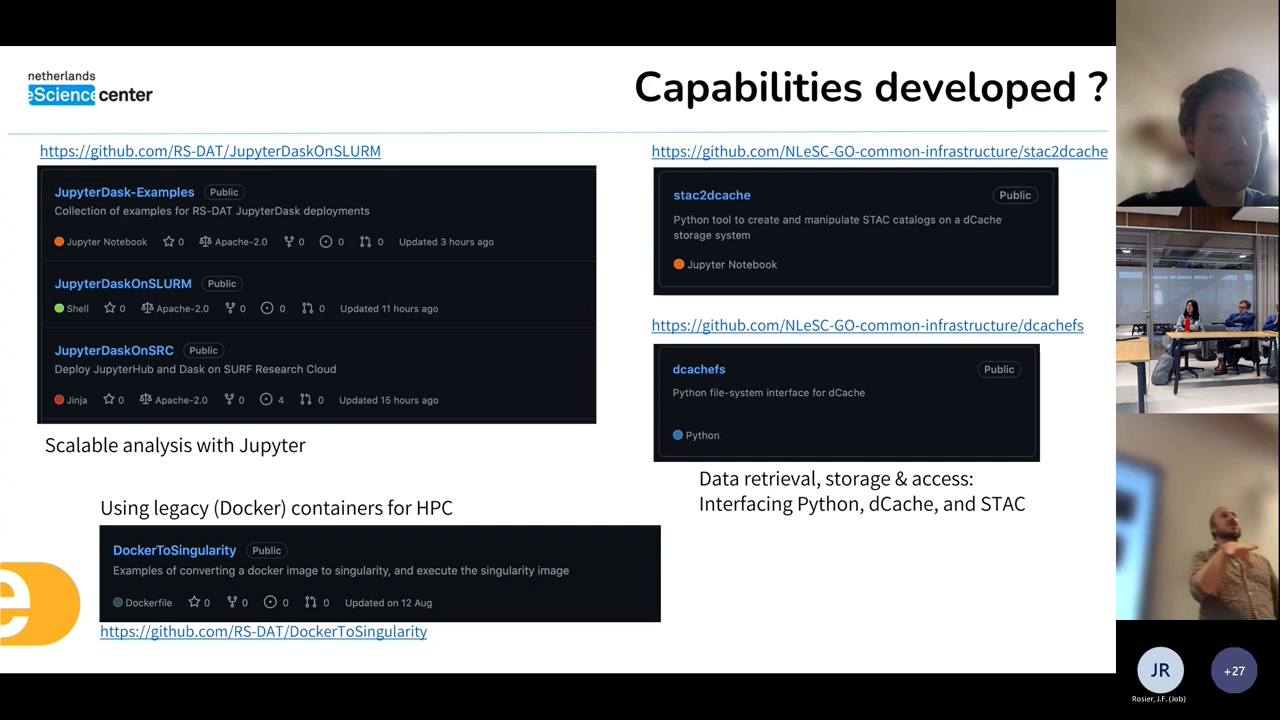 netherlands
eScience center
Capabilities developed ?
https://github.com/RS-DAT/JupyterDaskOnSLURM
JupyterDask-Examples Public
Collection of examples for RS-DAT JupyterDask deployments
Jupyter Notebook 0 Apache-2.0 0 0 0 Updated 3 hours ago
JupyterDaskOnSLURM Public
Shell 0 Apache-2.0 0 0 0 Updated 11 hours ago
JupyterDaskOnSRC Public
Deploy JupyterHub and Dask on SURF Research Cloud
Jinja 0 Apache-2.0 0 4 0 Updated 15 hours ago
Scalable analysis with Jupyter
https://github.com/NLeSC-GO-common-infrastructure/stac2dcache
stac2dcache Public
Python tool to create and manipulate STAC catalogs on a dCache
storage system
Jupyter Notebook
https://github.com/NLeSC-GO-common-infrastructure/dcachefs
dcachefs Public
Python file-system interface for dCache
Python
Data retrieval, storage & access:
Interfacing Python, dCache, and STAC
Using legacy (Docker) containers for HPC
DockerToSingularity Public
Examples of converting a docker image to singularity, and execute the singularity image
Dockerfile 0 0 0 0 Updated on 12 Aug
https://github.com/RS-DAT/DockerToSingularity
e
JR
+27
Rosier, J.F. (Job)